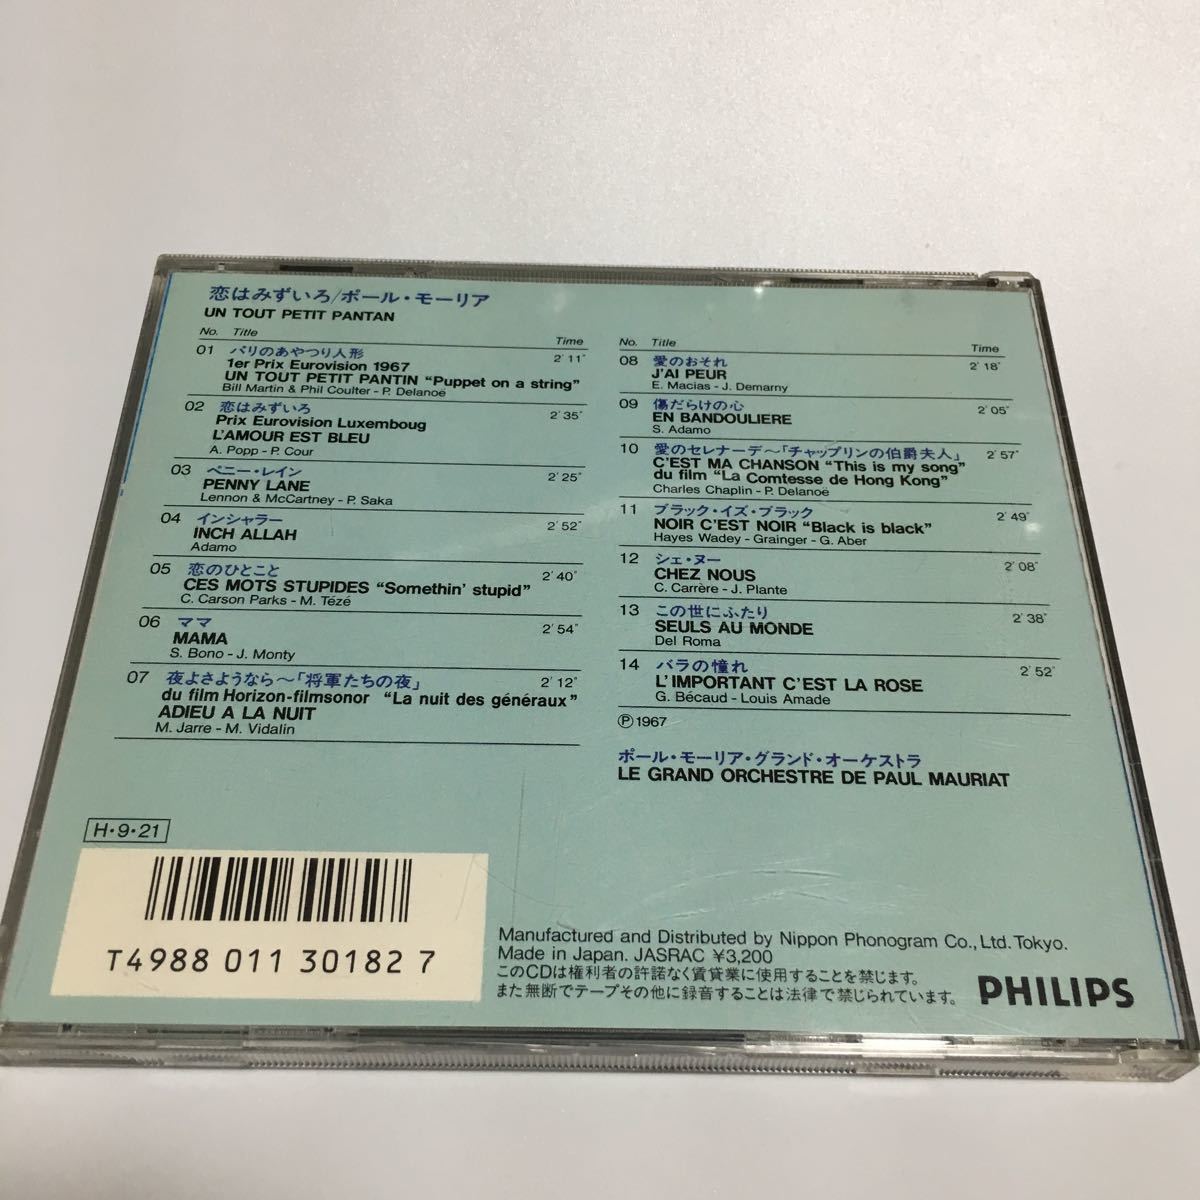 恋はみずいろ/ポール・モーリア
UN TOUT PETIT PANTAN
No. Title Time
01 パリのあやつり人形 2'11"
1er Prix Eurovision 1967
UN TOUT PETIT PANTIN "Puppet on a string"
Bill Martin & Phil Coulter - P. Delanoé
02 恋はみずいろ 2'35"
Prix Eurovision Luxemboug
L'AMOUR EST BLEU
A. Popp - P. Cour
03 ペニー・レイン 2'25"
PENNY LANE
Lennon & McCartney - P. Saka
04 インシャラー 2'52"
INCH ALLAH
Adamo
05 恋のひとこと 2'40"
CES MOTS STUPIDES "Somethin' stupid"
C. Carson Parks - M. Tézé
06 ママ 2'54"
MAMA
S. Bono - J. Monty
07 夜よさようなら~「将軍たちの夜」 2'12"
du film Horizon-filmsonor "La nuit des généraux"
ADIEU A LA NUIT
M. Jarre - M. Vidalin
No. Title Time
08 愛のおそれ 2'18"
J'AI PEUR
E. Macias - J. Demarny
09 傷だらけの心 2'05"
EN BANDOULIERE
S. Adamo
10 愛のセレナーデ~「チャップリンの伯爵夫人」 2'57"
C'EST MA CHANSON "This is my song"
du film "La Comtesse de Hong Kong"
Charles Chaplin - P. Delanoë
11 ブラック・イズ・ブラック 2'49"
NOIR C'EST NOIR "Black is black"
Hayes Wadey - Grainger - G. Aber
12 シェ・ヌー 2'08"
CHEZ NOUS
C. Carrère - J. Plante
13 この世にふたり 2'38"
SEULS AU MONDE
Del Roma
14 バラの憧れ 2'52"
L'IMPORTANT C'EST LA ROSE
G. Bécaud - Louis Amade
Ⓟ1967
ポール・モーリア・グランド・オーケストラ
LE GRAND ORCHESTRE DE PAUL MAURIAT
H・9・21
T4988 011 30182 7
Manufactured and Distributed by Nippon Phonogram Co., Ltd. Tokyo.
Made in Japan. JASRAC ¥3,200
このCDは権利者の許諾なく賃貸業に使用することを禁じます。
また無断でテープその他に録音することは法律で禁じられています。
PHILIPS